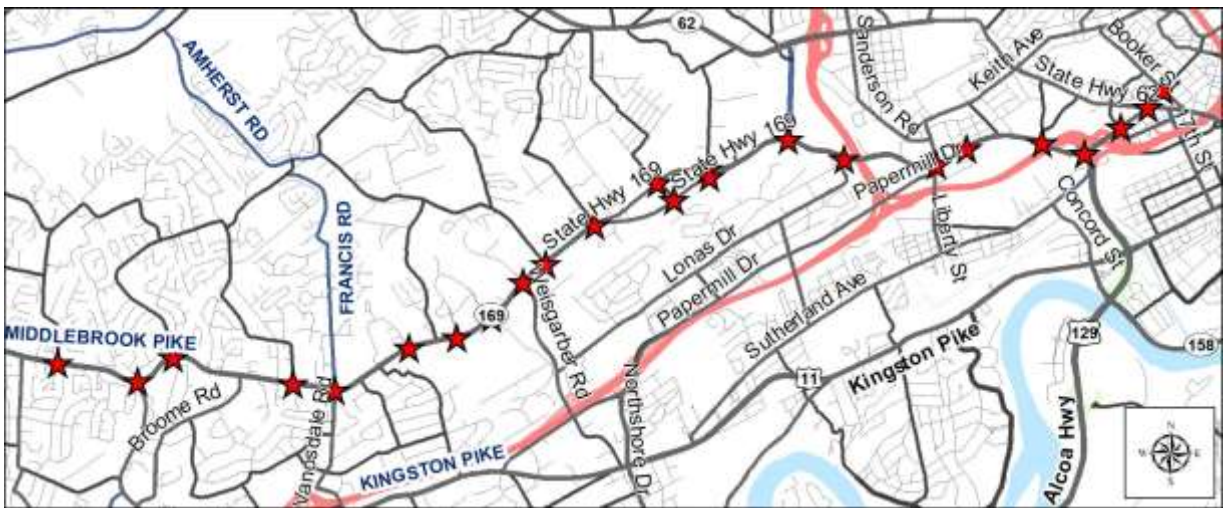 62
Booker St
AMHERST RD
Sanderson Rd
Keith Ave
State Hwy 62
State Hwy 169
17th St
State Hwy 169
Papermill Dr
Concord St
FRANCIS RD
Lonas Dr
Liberty St
Papermill Dr
169
Weisgarber Rd
Sutherland Ave
MIDDLEBROOK PIKE
129
158
Kingston Pike
11
Broome Rd
Vanosdale Rd
Northshore Dr
Alcoa Hwy
KINGSTON PIKE
N
W
E
S